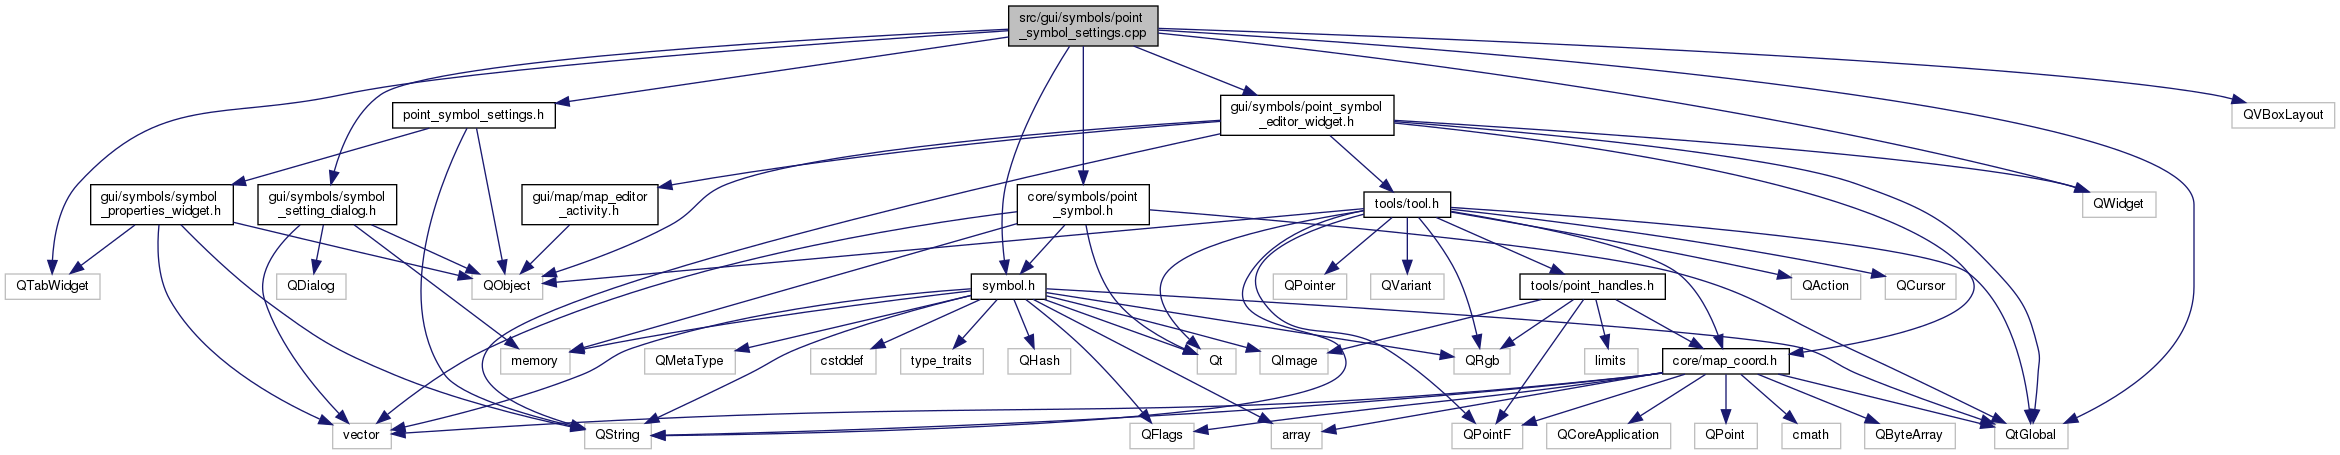 src/gui/symbols/point
_symbol_settings.cpp
point_symbol_settings.h
gui/symbols/point_symbol
_editor_widget.h
QVBoxLayout
gui/symbols/symbol
_properties_widget.h
gui/symbols/symbol
_setting_dialog.h
gui/map/map_editor
_activity.h
core/symbols/point
_symbol.h
tools/tool.h
QWidget
QTabWidget
QDialog
QObject
symbol.h
QPointer
QVariant
tools/point_handles.h
QAction
QCursor
memory
QMetaType
cstddef
type_traits
QHash
Qt
QImage
QRgb
limits
core/map_coord.h
vector
QString
QFlags
array
QPointF
QCoreApplication
QPoint
cmath
QByteArray
QtGlobal